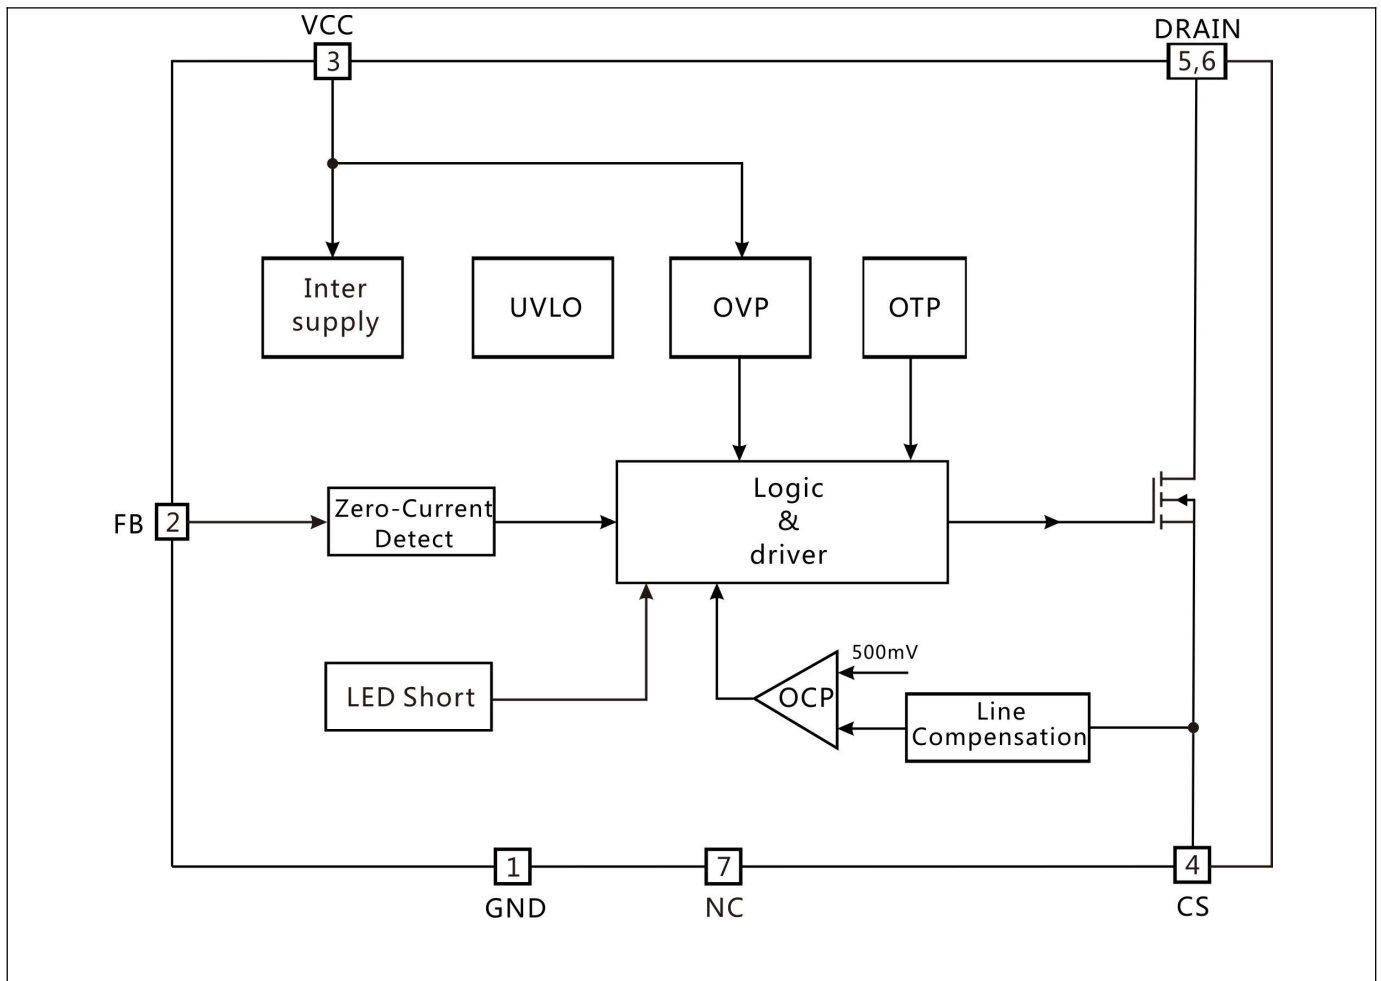 VCC
DRAIN
3
5,6
Inter
supply
UVLO
OVP
OTP
Logic
&
driver
Zero-Current
Detect
FB
2
500mV
LED Short
OCP
Line
Compensation
1
7
4
GND
NC
CS